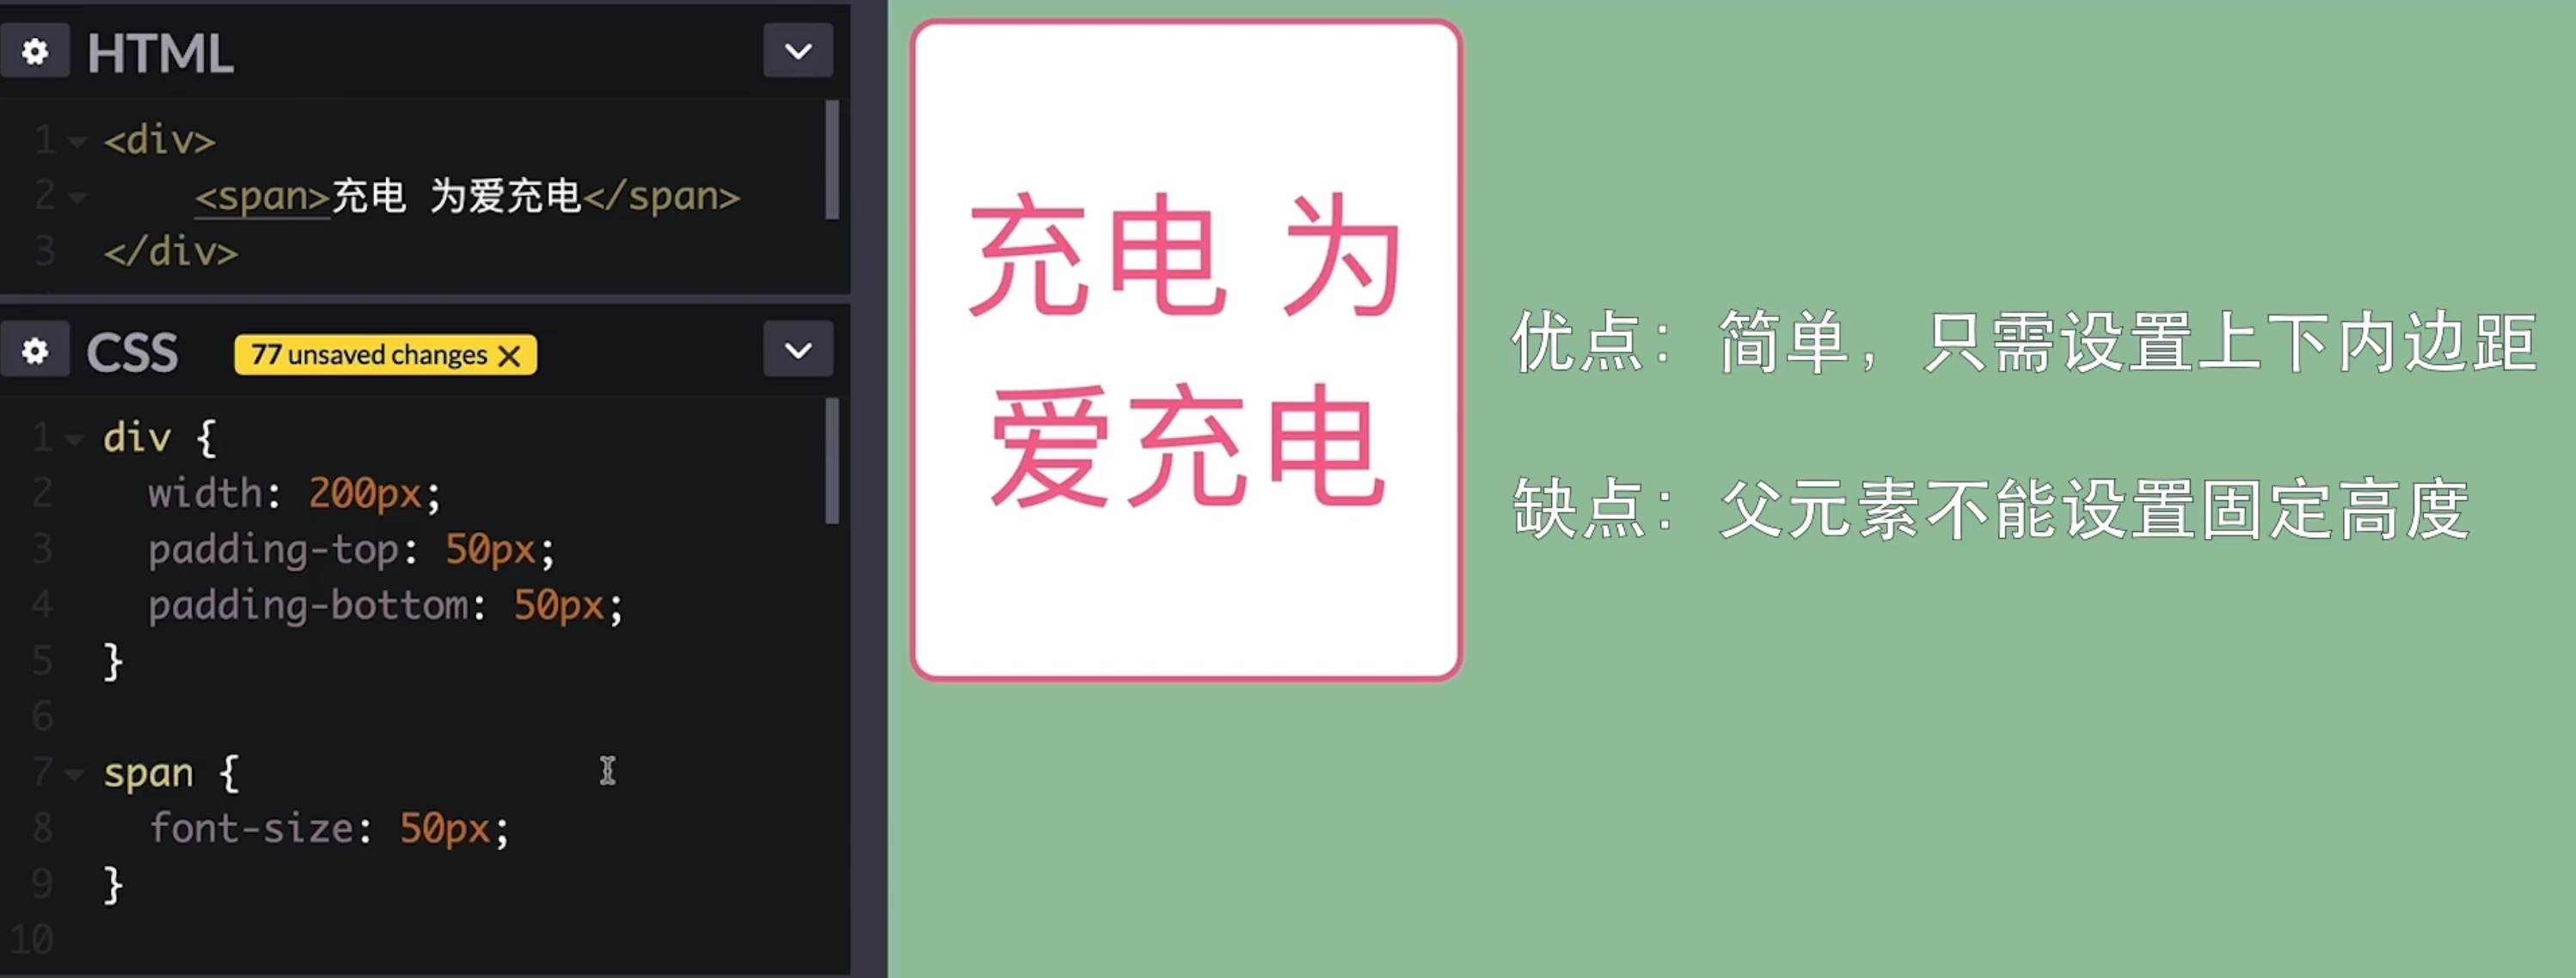 HTML
1 <div>
2 <span>充电 为爱充电</span>
3 </div>
CSS 77 unsaved changes X
1 div {
2 width: 200px;
3 padding-top: 50px;
4 padding-bottom: 50px;
5 }
6
7 span {
8 font-size: 50px;
9 }
10
充电 为
爱充电
优点：简单，只需设置上下内边距
缺点：父元素不能设置固定高度